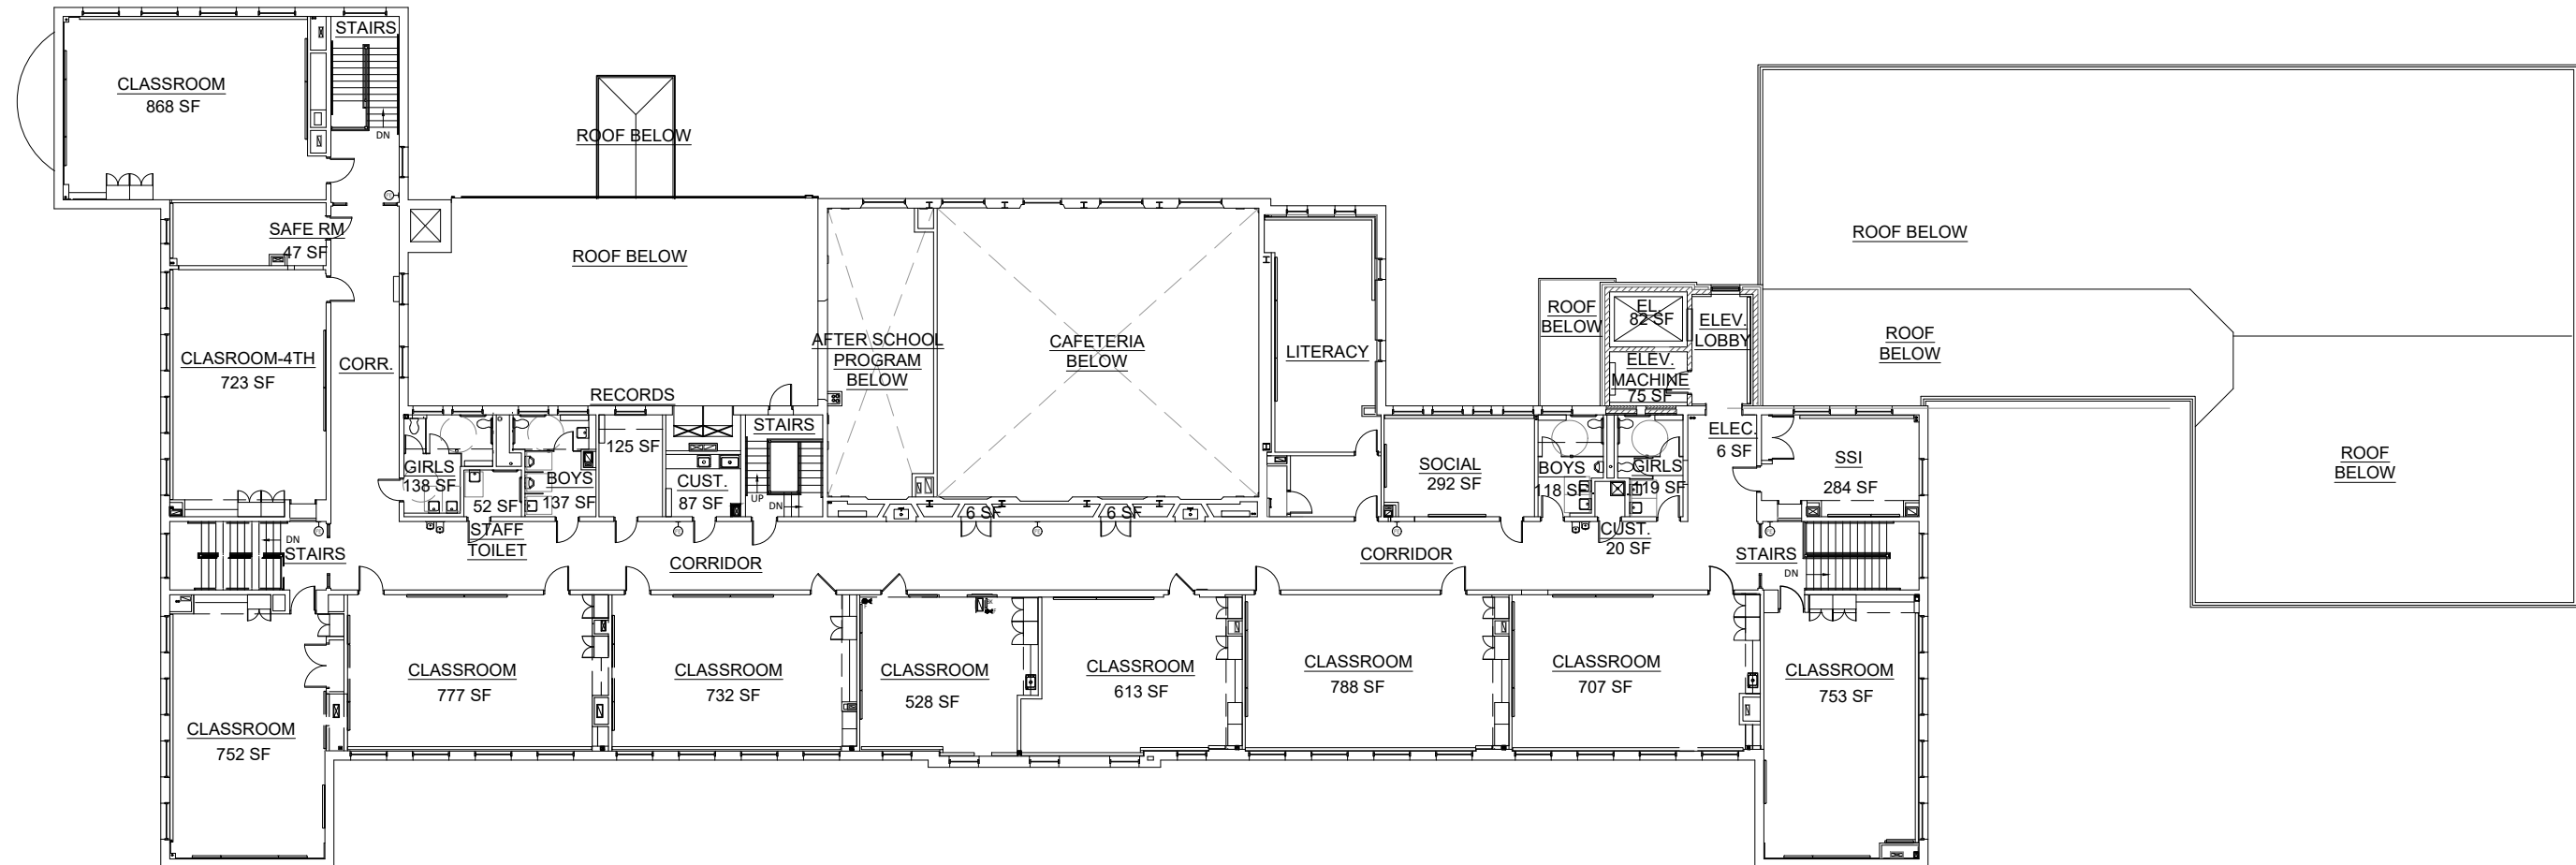 STAIRS
CLASSROOM
868 SF
DN
ROOF BELOW
SAFE RM
47 SF
ROOF BELOW
ROOF BELOW
CLASROOM-4TH
723 SF
CORR.
AFTER SCHOOL
PROGRAM
BELOW
CAFETERIA
BELOW
LITERACY
ROOF
BELOW
EL.
82 SF
ELEV.
LOBBY
ELEV.
MACHINE
75 SF
ROOF
BELOW
RECORDS
125 SF
STAIRS
UP
DN
GIRLS
138 SF
52 SF
STAFF
TOILET
BOYS
137 SF
CUST.
87 SF
6 SF
6 SF
SOCIAL
292 SF
BOYS
118 SF
GIRLS
119 SF
CUST.
20 SF
ELEC.
6 SF
SSI
284 SF
ROOF
BELOW
DN
STAIRS
CORRIDOR
CORRIDOR
STAIRS
DN
CLASSROOM
752 SF
CLASSROOM
777 SF
CLASSROOM
732 SF
CLASSROOM
528 SF
CLASSROOM
613 SF
CLASSROOM
788 SF
CLASSROOM
707 SF
CLASSROOM
753 SF